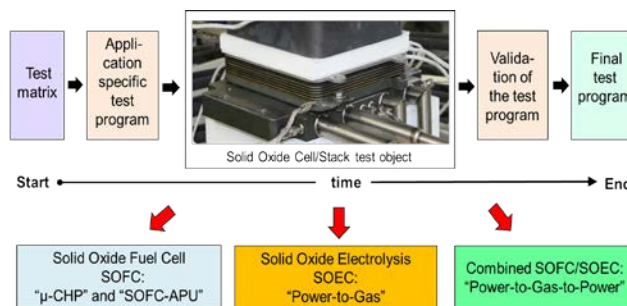 Test
matrix
Appli-
cation
specific
test
program
Solid Oxide Cell/Stack test object
Valida-
tion of
the test
program
Final
test
program
Start
time
End
Solid Oxide Fuel Cell
SOFC:
“µ-CHP” and “SOFC-APU”
Solid Oxide Electrolysis
SOEC:
“Power-to-Gas”
Combined SOFC/SOEC:
“Power-to-Gas-to-Power”